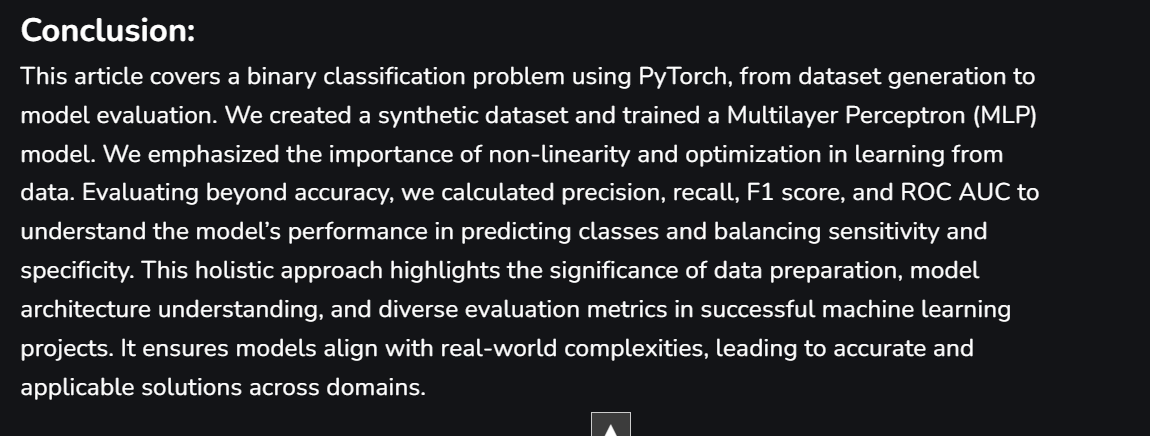 Conclusion:
This article covers a binary classification problem using PyTorch, from dataset generation to
model evaluation. We created a synthetic dataset and trained a Multilayer Perceptron (MLP)
model. We emphasized the importance of non-linearity and optimization in learning from
data. Evaluating beyond accuracy, we calculated precision, recall, F1 score, and ROC AUC to
understand the model’s performance in predicting classes and balancing sensitivity and
specificity. This holistic approach highlights the significance of data preparation, model
architecture understanding, and diverse evaluation metrics in successful machine learning
projects. It ensures models align with real-world complexities, leading to accurate and
applicable solutions across domains.